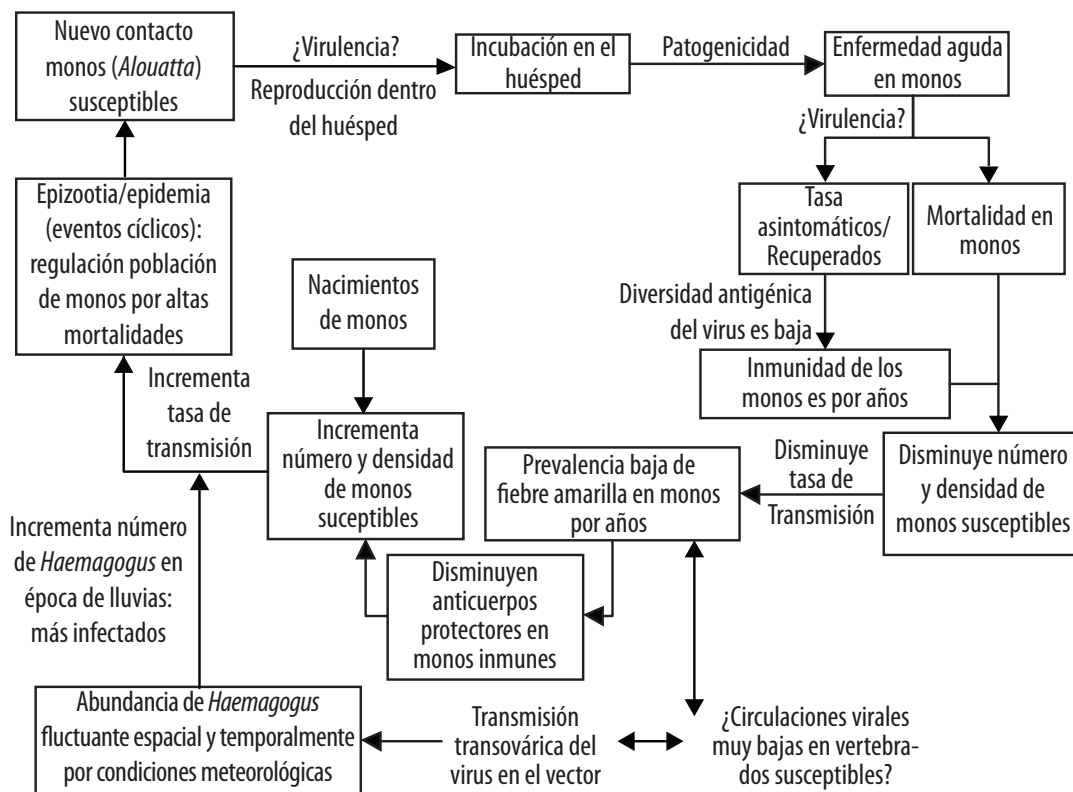 Nuevo contacto
monos (Alouatta)
susceptibles
¿Virulencia?
Reproducción dentro
del huésped
Incubación en el
huésped
Patogenicidad
Enfermedad aguda
en monos
¿Virulencia?
Epizootia/epidemia
(eventos cíclicos):
regulación población
de monos por altas
mortalidades
Tasa
asintomáticos/
Recuperados
Mortalidad en
monos
Nacimientos
de monos
Diversidad antigénica
del virus es baja
Inmunidad de los
monos es por años
Incrementa
tasa de
transmisión
Incrementa
número y densidad
de monos
suceptibles
Prevalencia baja de
fiebre amarilla en monos
por años
Disminuye
tasa de
Transmisión
Disminuye número
y densidad de
monos susceptibles
Incrementa número
de Haemagogus en
época de lluvias:
más infectados
Disminuyen
anticuerpos
protectores en
monos inmunes
Abundancia de Haemagogus
fluctuante espacial y temporalmente
por condiciones meteorológicas
Transmisión
transovárica del
virus en el vector
¿Circulaciones virales
muy bajas en vertebra-
dos susceptibles?